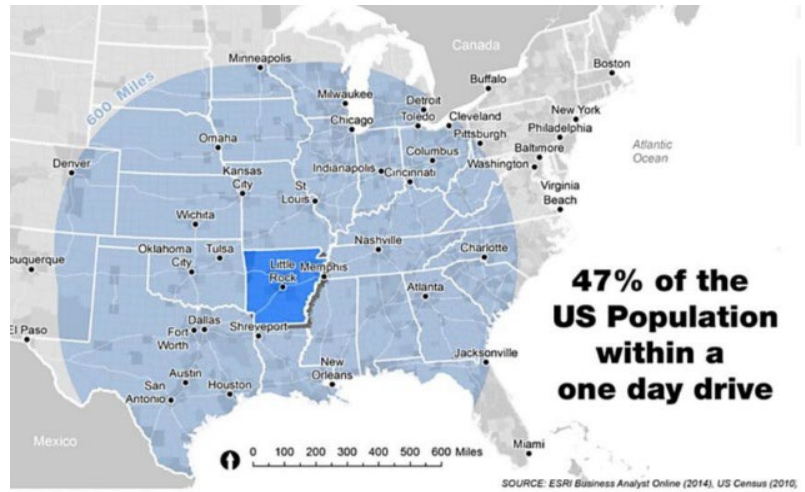 Canada
Minneapolis
Boston
Buffalo
600 Miles
Milwaukee
Detroit
Chicago
Toledo
Cleveland
New York
Pittsburgh
Philadelphia
Omaha
Columbus
Baltimore
Atlantic
Ocean
Denver
Indianapolis
Cincinnati
Washington
Kansas
City
St
Louis
Virginia
Beach
Wichita
Oklahoma
City
Tulsa
Nashville
Charlotte
buquerque
Little
Rock
Memphis
Atlanta
47% of the
US Population
within a
one day drive
El Paso
Dallas
Fort
Worth
Shreveport
Jacksonville
Austin
San
Antonio
Houston
New
Orleans
Mexico
Miami
0 100 200 300 400 500 600 Miles
SOURCE: ESRI Business Analyst Online (2014), US Census (2010,